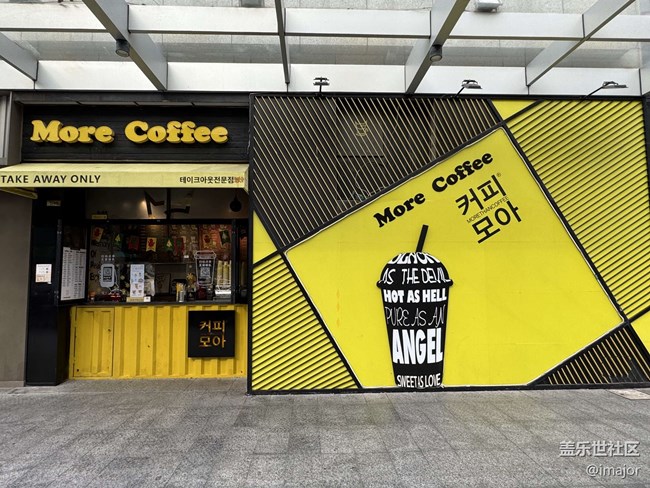 More Coffee
TAKE AWAY ONLY
테이크아웃전문점
커피
모아
More Coffee
커피
MORETHANCOFFEE
모아
AS THE DEVIL
HOT AS HELL
PURE AS AN
ANGEL
SWEET AS LOVE
盖乐世社区
@imajor